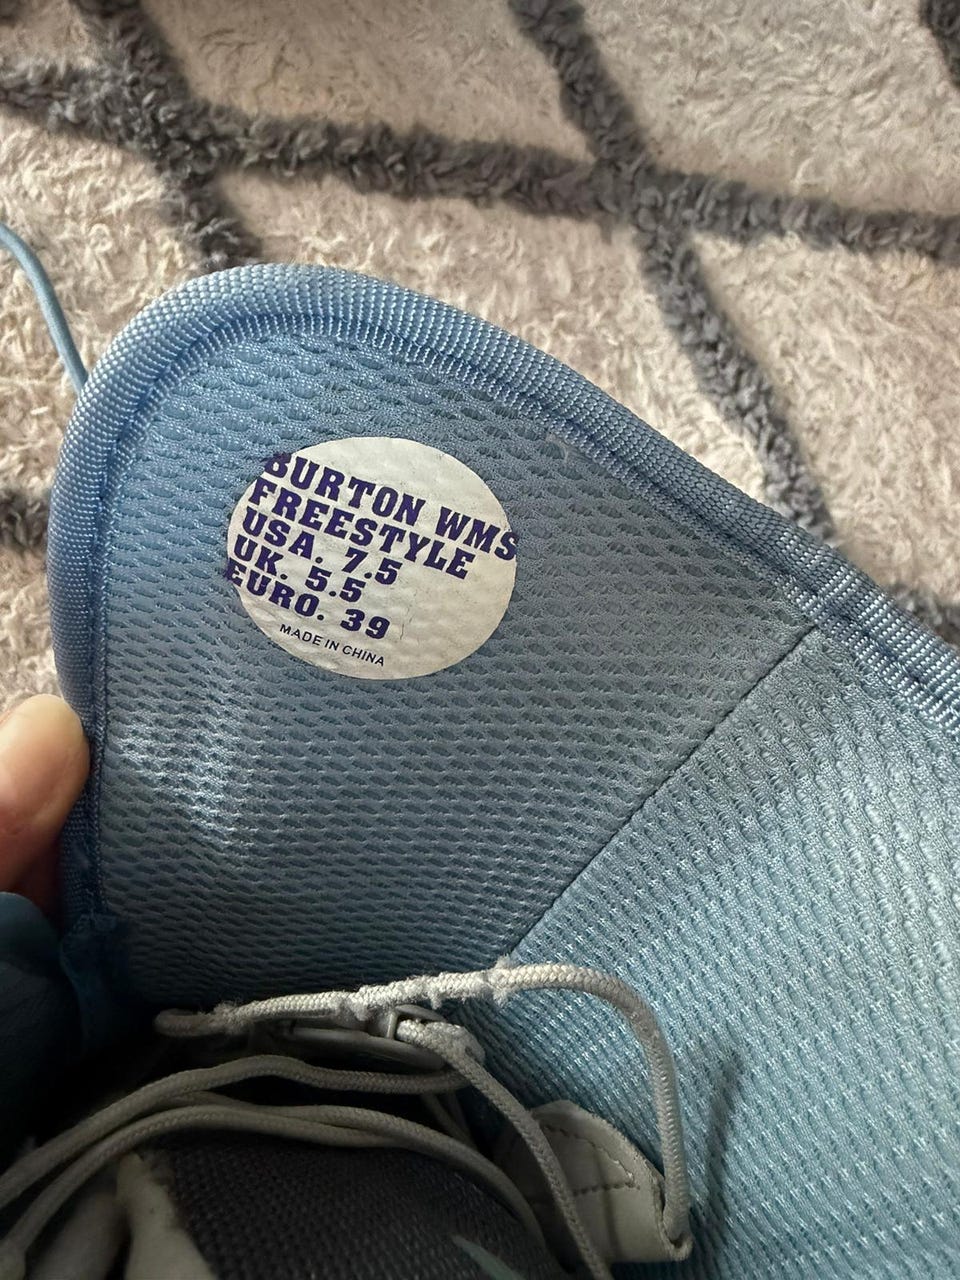 BURTON WMS
FREESTYLE
USA. 7.5
UK. 5.5
EURO. 39
MADE IN CHINA